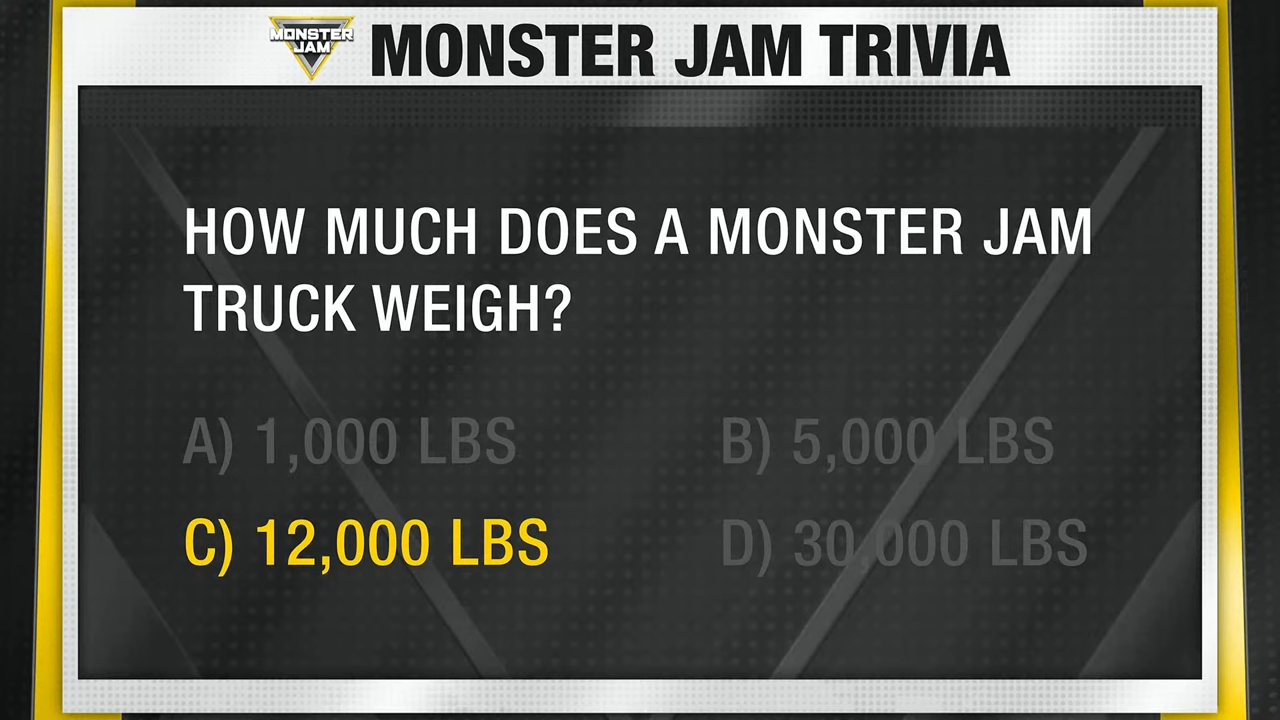 MONSTER
JAM
MONSTER JAM TRIVIA
HOW MUCH DOES A MONSTER JAM
TRUCK WEIGH?
A) 1,000 LBS
B) 5,000 LBS
C) 12,000 LBS
D) 30,000 LBS